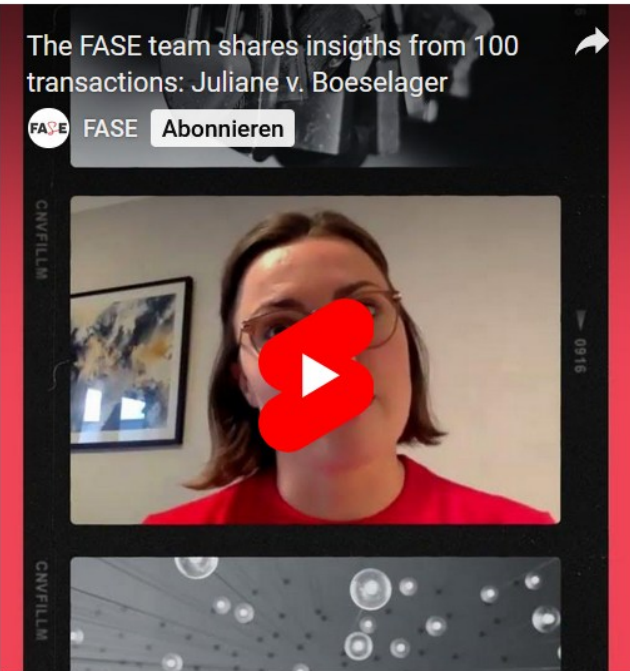 The FASE team shares insigths from 100
transactions: Juliane v. Boeselager
FASE FASE Abonnieren
CNVFILLM
0916
CNVFILLM